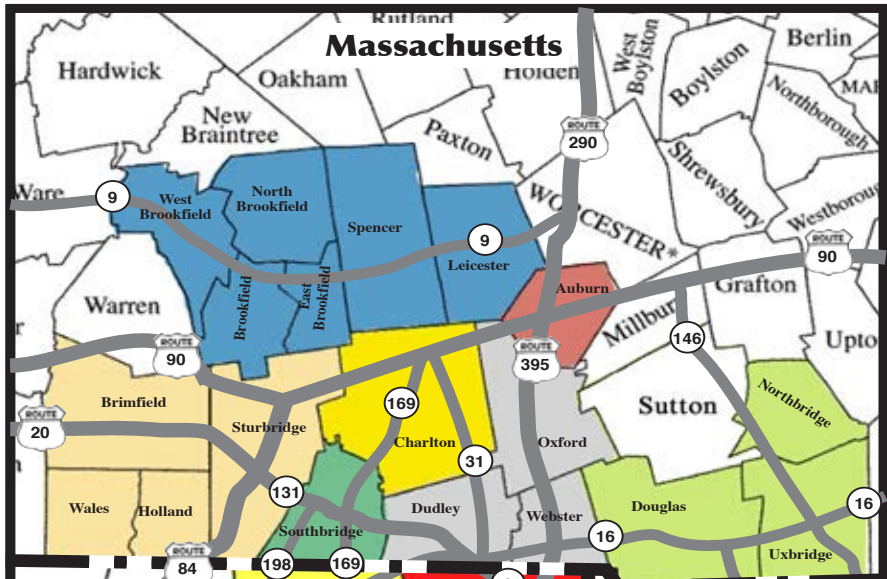 Massachusetts
Rutland
Hardwick
Oakham
Holden
West
Boylston
Boylston
Berlin
New
Braintree
Paxton
ROUTE
290
Northborough
Shrewsbury
Ware
9
West
Brookfield
North
Brookfield
Spencer
9
Leicester
WORCESTER*
ROUTE
90
Warren
Brookfield
East
Brookfield
Auburn
Grafton
Millbur
146
Upto
ROUTE
90
ROUTE
395
Brimfield
Sturbridge
169
Charlton
Oxford
Sutton
Northbridge
ROUTE
20
31
131
Wales
Holland
Southbridge
Dudley
Webster
Douglas
16
16
Uxbridge
ROUTE
84
198
169